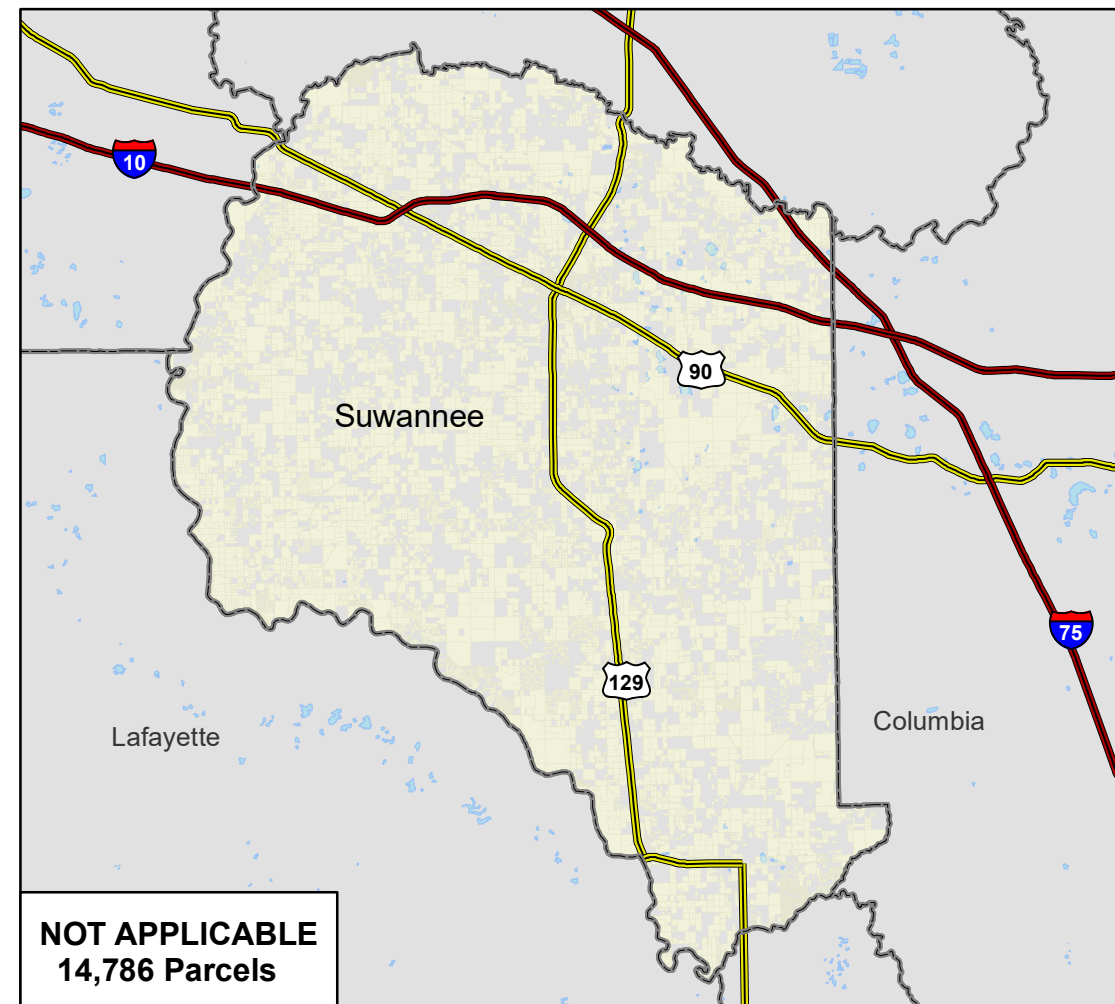 10
90
Suwannee
75
129
Columbia
Lafayette
NOT APPLICABLE
14,786 Parcels